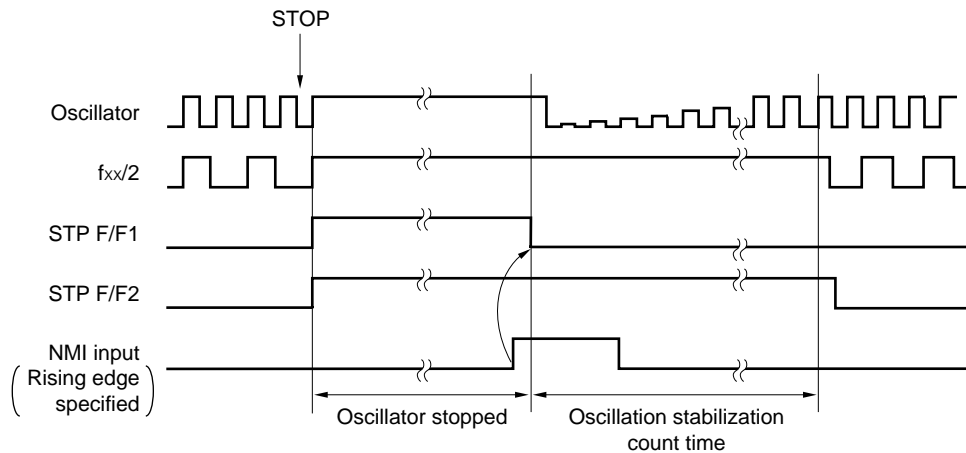 STOP
Oscillator
fxx/2
STP F/F1
STP F/F2
NMI input
Rising edge
specified
Oscillator stopped
Oscillation stabilization
count time